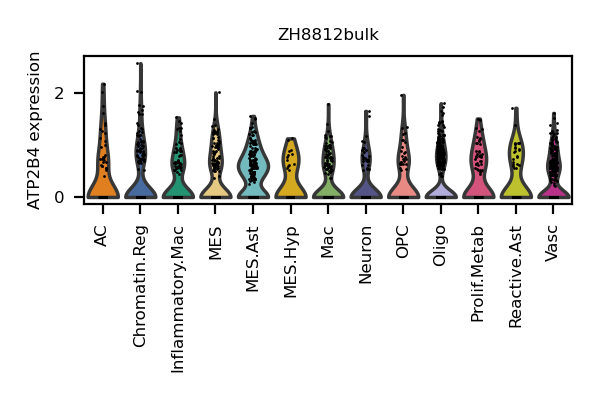 ZH8812bulk
ATP2B4 expression
2
0
AC
Chromatin.Reg
Inflammatory.Mac
MES
MES.Ast
MES.Hyp
Mac
Neuron
OPC
Oligo
Prolif.Metab
Reactive.Ast
Vasc